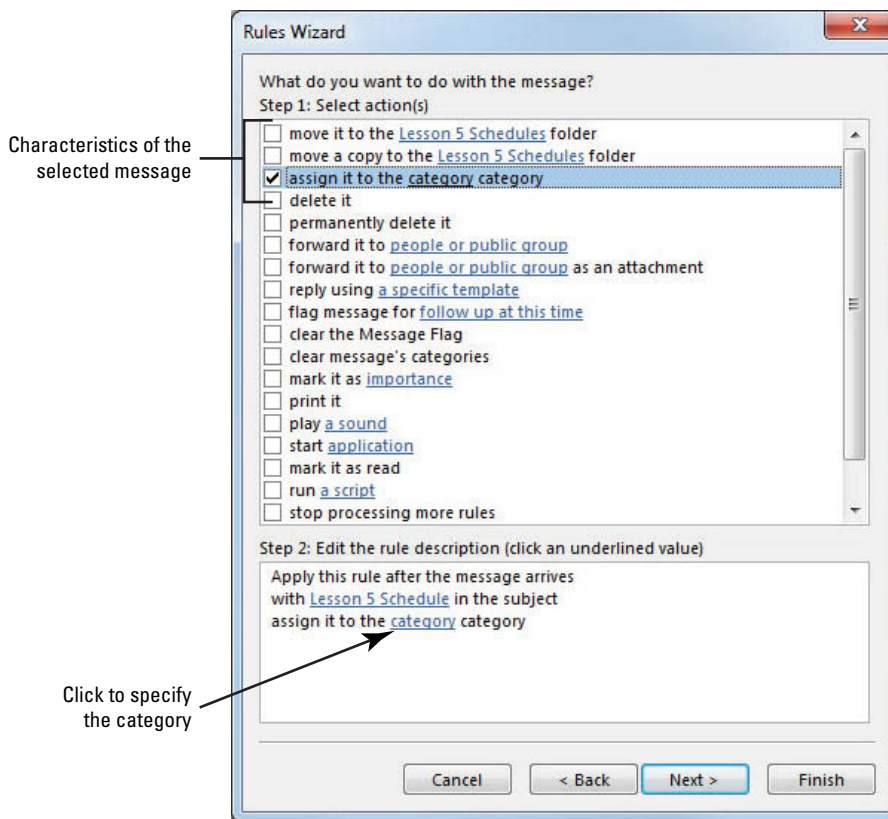 Rules Wizard
What do you want to do with the message?
Step 1: Select action(s)
Characteristics of the
selected message
move it to the Lesson 5 Schedules folder
move a copy to the Lesson 5 Schedules folder
assign it to the category category
delete it
permanently delete it
forward it to people or public group
forward it to people or public group as an attachment
reply using a specific template
flag message for follow up at this time
clear the Message Flag
clear message's categories
mark it as importance
print it
play a sound
start application
mark it as read
run a script
stop processing more rules
Step 2: Edit the rule description (click an underlined value)
Apply this rule after the message arrives
with Lesson 5 Schedule in the subject
assign it to the category category
Click to specify
the category
Cancel
< Back
Next >
Finish